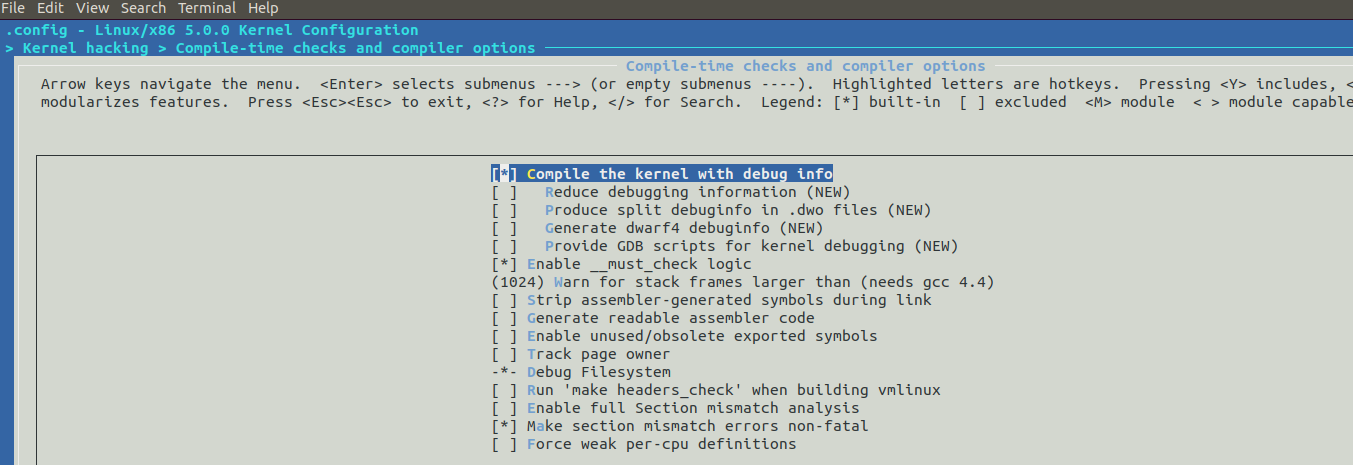 File Edit View Search Terminal Help
.config - Linux/x86 5.0.0 Kernel Configuration
> Kernel hacking > Compile-time checks and compiler options
Compile-time checks and compiler options
Arrow keys navigate the menu.  <Enter> selects submenus ---> (or empty submenus ----).  Highlighted letters are hotkeys.  Pressing <Y> includes, <
modularizes features.  Press <Esc><Esc> to exit, <?> for Help, </> for Search.  Legend: [*] built-in  [ ] excluded  <M> module  < > module capable
[*] Compile the kernel with debug info
[ ]   Reduce debugging information (NEW)
[ ]   Produce split debuginfo in .dwo files (NEW)
[ ]   Generate dwarf4 debuginfo (NEW)
[ ]   Provide GDB scripts for kernel debugging (NEW)
[*] Enable __must_check logic
(1024) Warn for stack frames larger than (needs gcc 4.4)
[ ] Strip assembler-generated symbols during link
[ ] Generate readable assembler code
[ ] Enable unused/obsolete exported symbols
[ ] Track page owner
-*- Debug Filesystem
[ ] Run 'make headers_check' when building vmlinux
[ ] Enable full Section mismatch analysis
[*] Make section mismatch errors non-fatal
[ ] Force weak per-cpu definitions